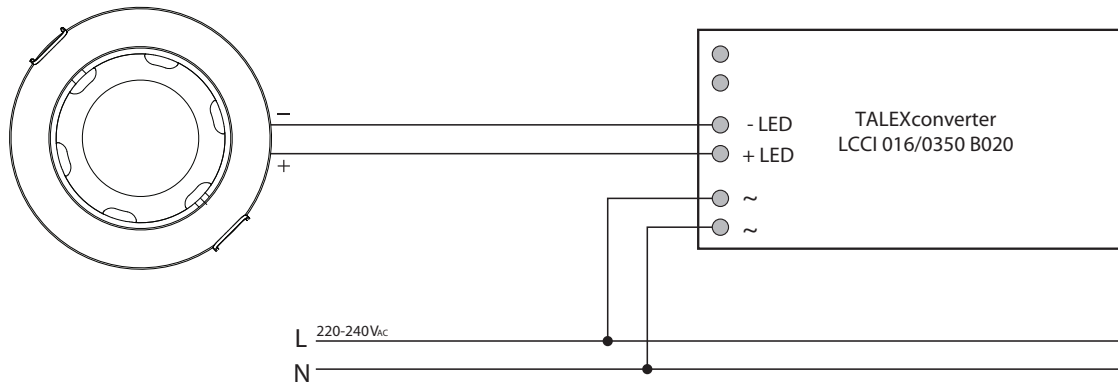 −
+
- LED
+ LED
~
~
TALEXconverter
LCCI 016/0350 B020
L 220-240VAC
N